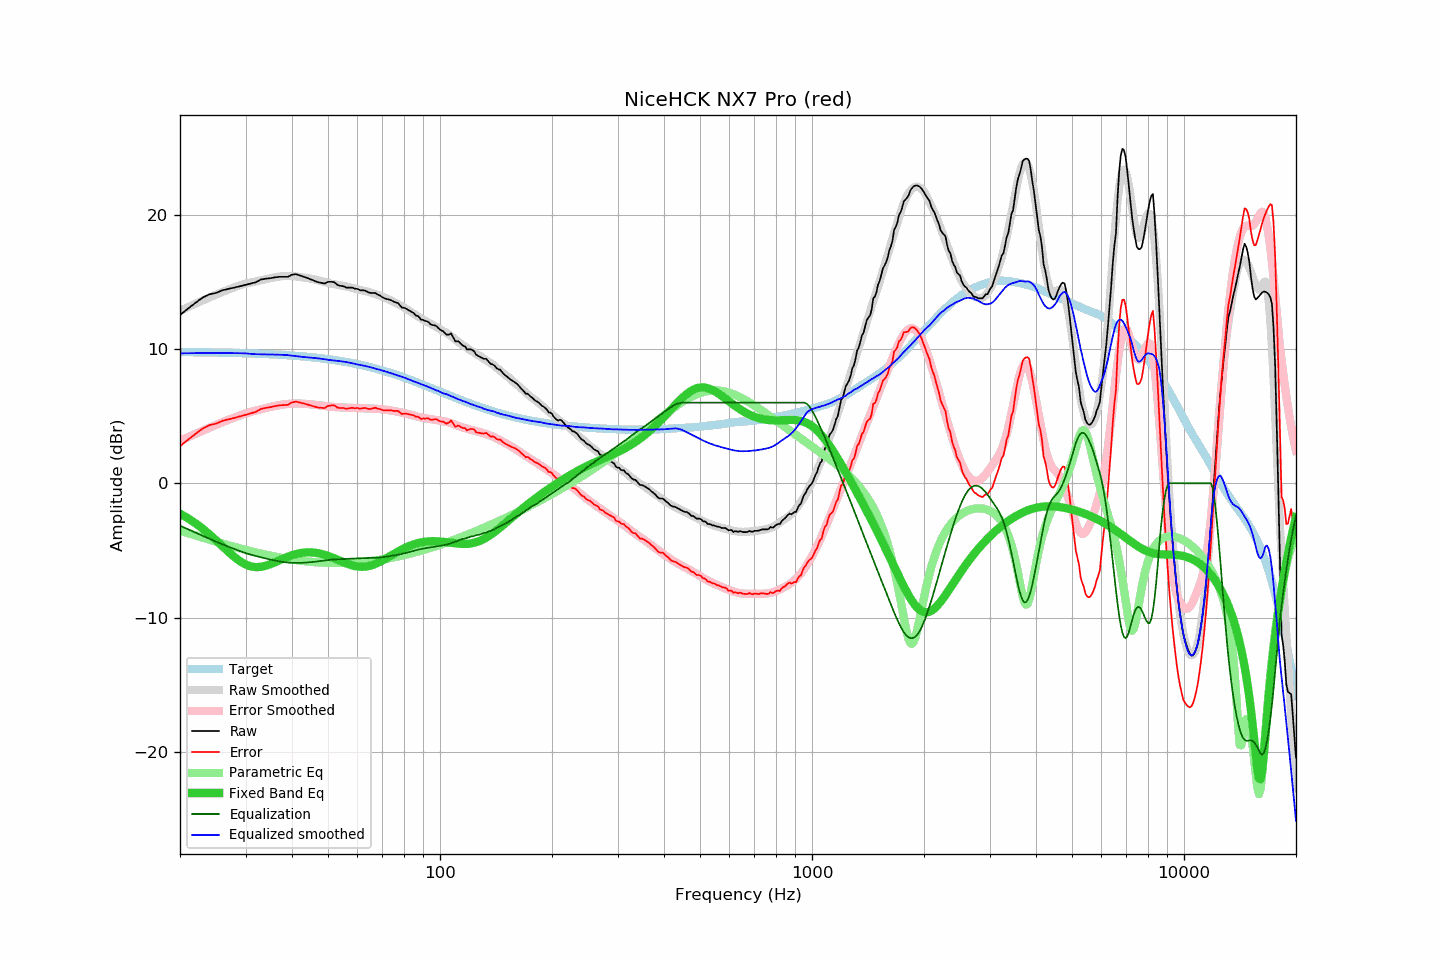 NiceHCK NX7 Pro (red)
20
10
0
−10
−20
Amplitude (dBr)
Target
Raw Smoothed
Error Smoothed
Raw
Error
Parametric Eq
Fixed Band Eq
Equalization
Equalized smoothed
100
1000
10000
Frequency (Hz)